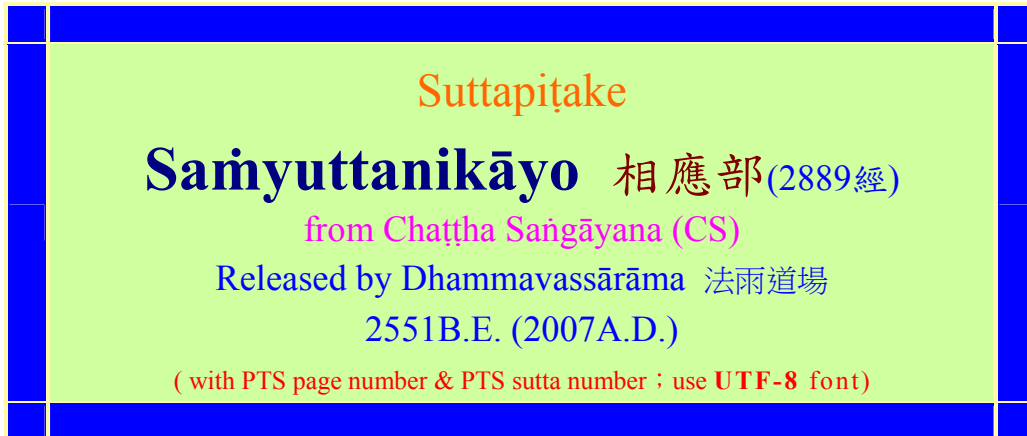 Suttapiṭake
Saṁyuttanikāyo 相應部(2889經)
from Chaṭṭha Saṅgāyana (CS)
Released by Dhammavassārāma 法雨道場
2551B.E. (2007A.D.)
( with PTS page number & PTS sutta number；use UTF-8 font)